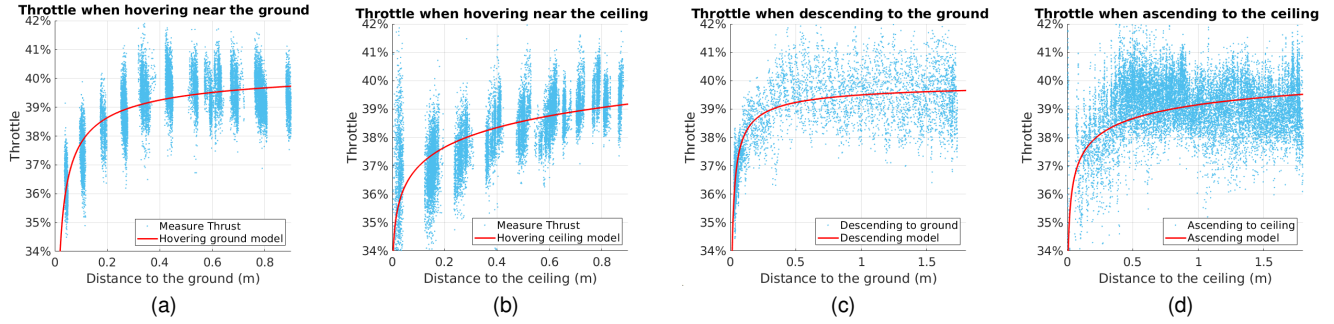 Throttle when hovering near the ground
42%
41%
40%
39%
38%
37%
36%
35%
34%
Throttle
0
0.2
0.4
0.6
0.8
Distance to the ground (m)
Measure Thrust
Hovering ground model
(a)
Throttle when hovering near the ceiling
42%
41%
40%
39%
38%
37%
36%
35%
34%
Throttle
0
0.2
0.4
0.6
0.8
Distance to the ceiling (m)
Measure Thrust
Hovering ceiling model
(b)
Throttle when descending to the ground
42%
41%
40%
39%
38%
37%
36%
35%
34%
Throttle
0
0.5
1
1.5
Distance to the ground (m)
Descending to ground
Descending model
(c)
Throttle when ascending to the ceiling
42%
41%
40%
39%
38%
37%
36%
35%
34%
Throttle
0
0.5
1
1.5
Distance to the ceiling (m)
Ascending to ceiling
Ascending model
(d)